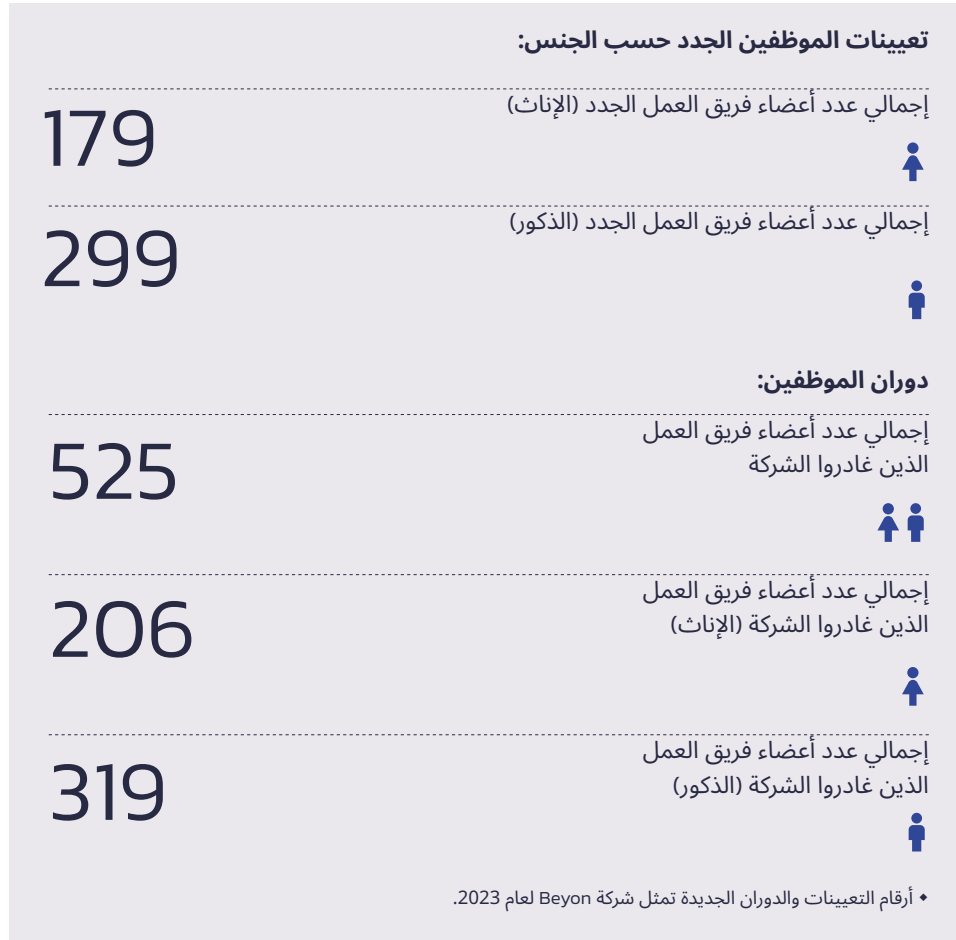 تعيينات الموظفين الجدد حسب الجنس:
إجمالي عدد أعضاء فريق العمل الجدد (الإناث)
179
إجمالي عدد أعضاء فريق العمل الجدد (الذكور)
299
دوران الموظفين:
إجمالي عدد أعضاء فريق العمل
الذين غادروا الشركة
525
إجمالي عدد أعضاء فريق العمل
الذين غادروا الشركة (الإناث)
206
إجمالي عدد أعضاء فريق العمل
الذين غادروا الشركة (الذكور)
319
◆ أرقام التعيينات والدوران الجديدة تمثل شركة Beyon لعام 2023.